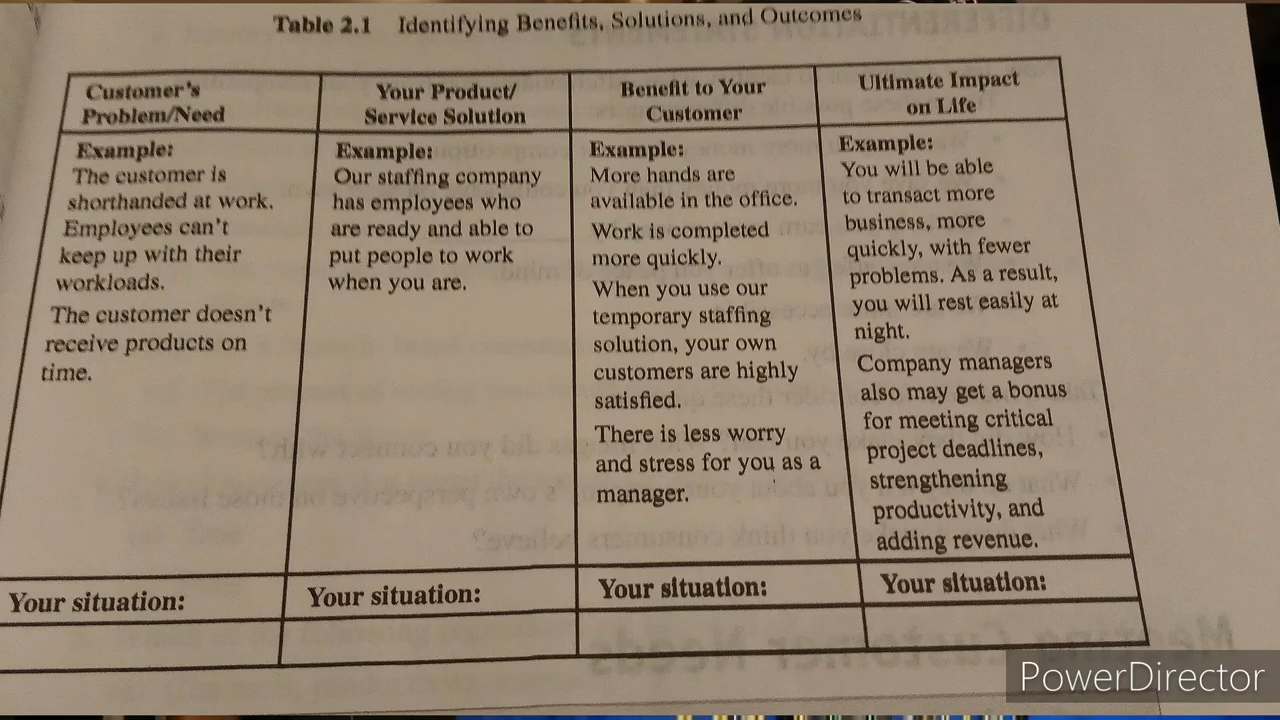 Table 2.1 Identifying Benefits, Solutions, and Outcomes
Customer's
Problem/Need
Your Product/
Service Solution
Benefit to Your
Customer
Ultimate Impact
on Life
Example:
The customer is
shorthanded at work.
Employees can't
keep up with their
workloads.
The customer doesn't
receive products on
time.
Example:
Our staffing company
has employees who
are ready and able to
put people to work
when you are.
Example:
More hands are
available in the office.
Work is completed
more quickly.
When you use our
temporary staffing
solution, your own
customers are highly
satisfied.
There is less worry
and stress for you as a
manager.
Example:
You will be able
to transact more
business, more
quickly, with fewer
problems. As a result,
you will rest easily at
night.
Company managers
also may get a bonus
for meeting critical
project deadlines,
strengthening
productivity, and
adding revenue.
Your situation:
Your situation:
Your situation:
Your situation:
Meeting Customer Needs
PowerDirector